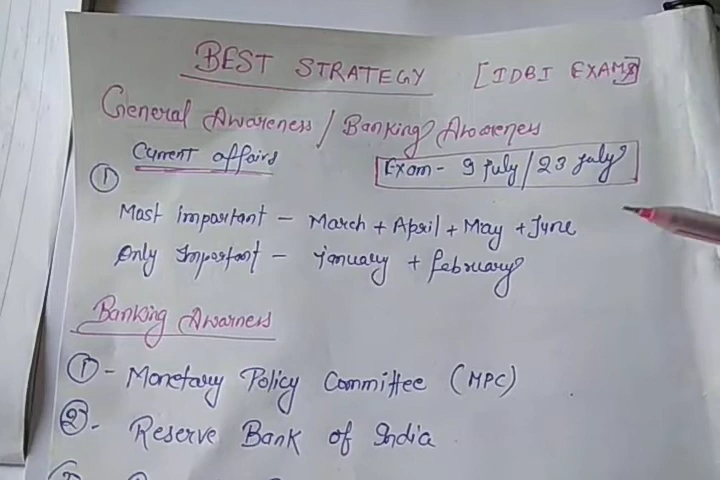 BEST STRATEGY [IDBI EXAMS]
General Awareness / Banking Awareness
Current affairs
Exam - 9 July / 23 July
①
Most important - March + April + May + June
Only Important - January + February
Banking Awarness
① - Monetary Policy Committee (MPC)
② - Reserve Bank of India